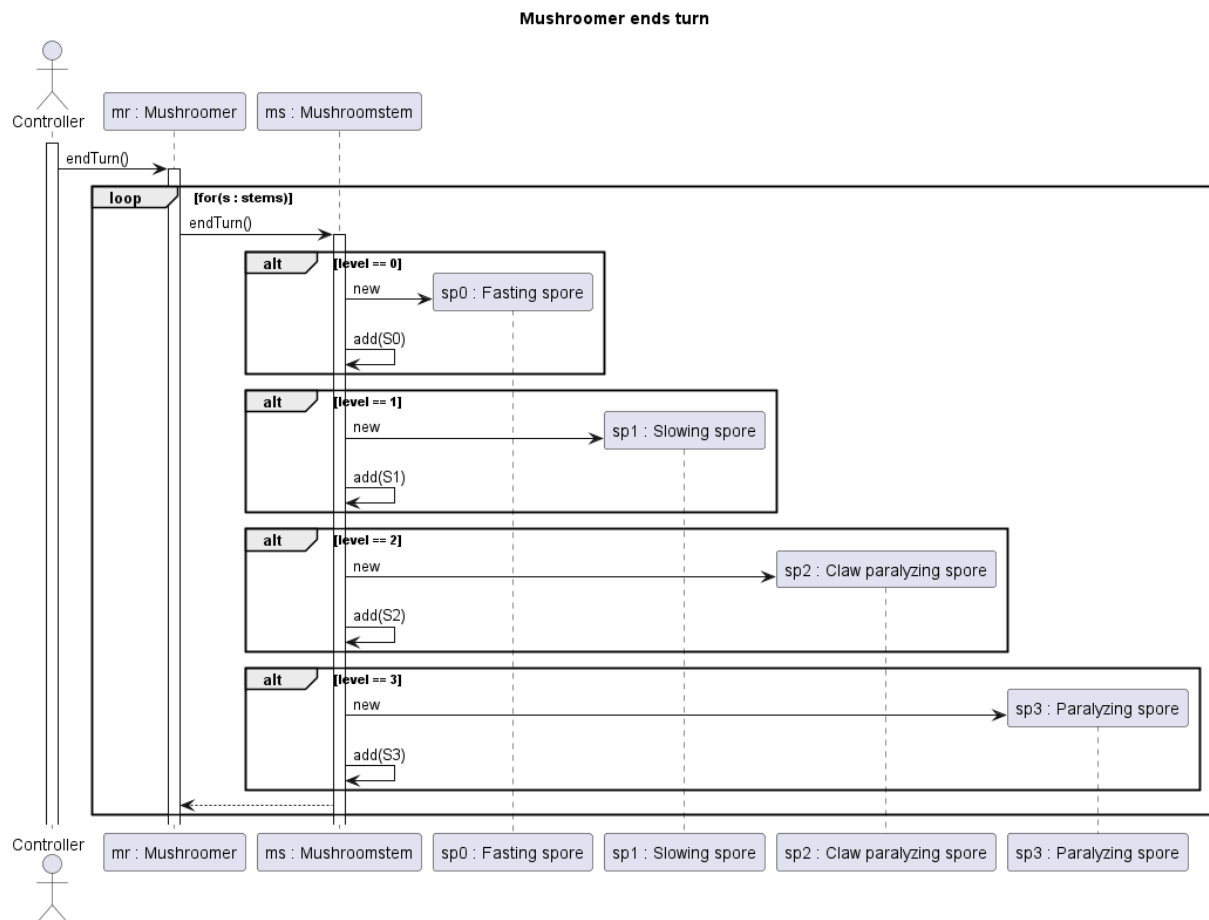 Mushroomer ends turn
Controller
mr : Mushroomer
ms : Mushroomstem
endTurn()
loop
[for(s : stems)]
endTurn()
alt
[level == 0]
new
sp0 : Fasting spore
add(S0)
alt
[level == 1]
new
sp1 : Slowing spore
add(S1)
alt
[level == 2]
new
sp2 : Claw paralyzing spore
add(S2)
alt
[level == 3]
new
sp3 : Paralyzing spore
add(S3)
Controller
mr : Mushroomer
ms : Mushroomstem
sp0 : Fasting spore
sp1 : Slowing spore
sp2 : Claw paralyzing spore
sp3 : Paralyzing spore